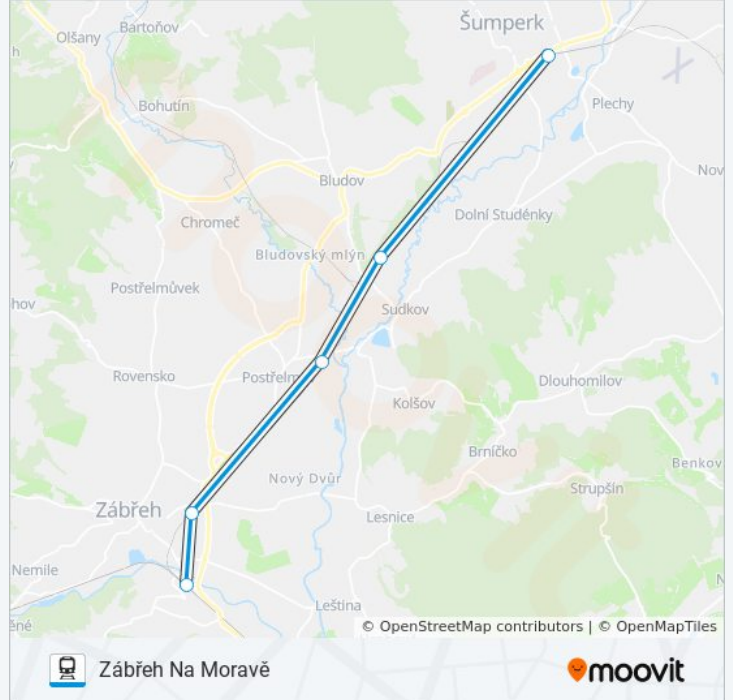 Šumperk
Bartoňov
Olšany
h
Bohutín
Plechy
Nov
Bludov
Chromeč
Dolní Studénky
Bludovský mlýn
Postřelmůvek
hov
Sudkov
Rovensko
Postřelm
Dlouhomilov
Kolšov
Brníčko
Benkov
Nový Dvůr
Strupšín
Zábřeh
Lesnice
Nemile
N
Leština
ěné
© OpenStreetMap contributors | © OpenMapTiles
Zábřeh Na Moravě
moovit